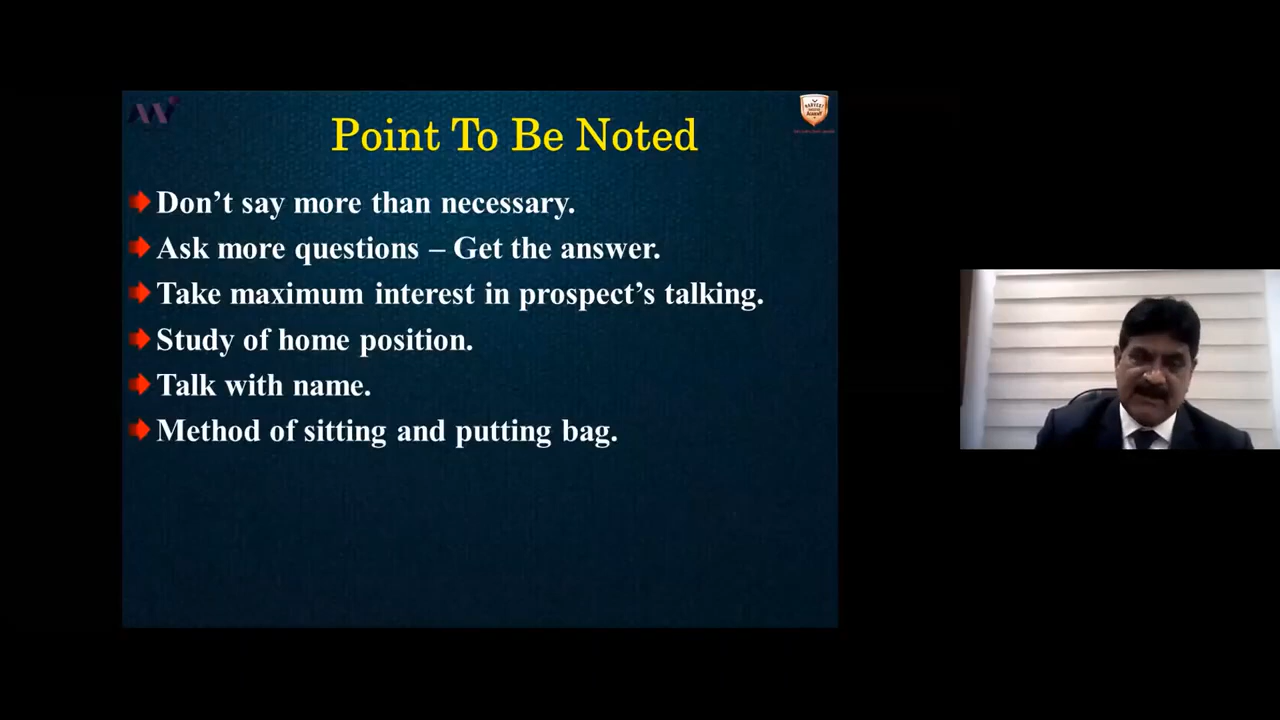 Point To Be Noted
Don’t say more than necessary.
Ask more questions – Get the answer.
Take maximum interest in prospect’s talking.
Study of home position.
Talk with name.
Method of sitting and putting bag.